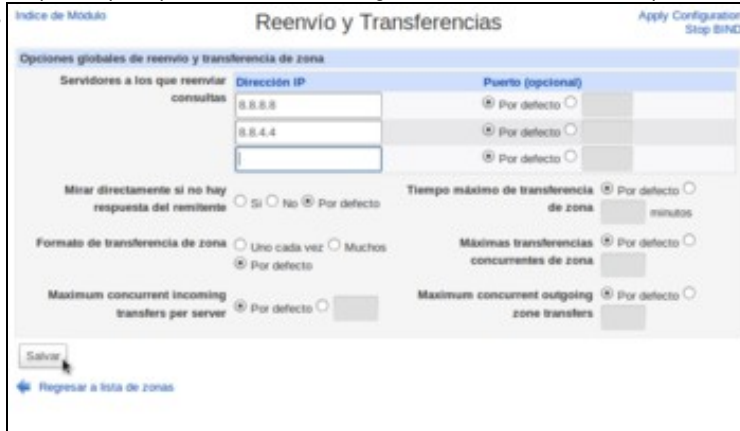 Indice de Módulo
Reenvío y Transferencias
Apply Configuration
Stop BIND
Opciones globales de reenvio y transferencia de zona
Servidores a los que reenviar consultas
Dirección IP
Puerto (opcional)
8.8.8.8
Por defecto
8.8.4.4
Por defecto
Por defecto
Mirar directamente si no hay respuesta del remitente
Si No Por defecto
Tiempo máximo de transferencia de zona
Por defecto
minutos
Formato de transferencia de zona
Uno cada vez Muchos
Por defecto
Máximas transferencias concurrentes de zona
Por defecto
Maximum concurrent incoming transfers per server
Por defecto
Maximum concurrent outgoing zone transfers
Por defecto
Salvar
Regresar a lista de zonas